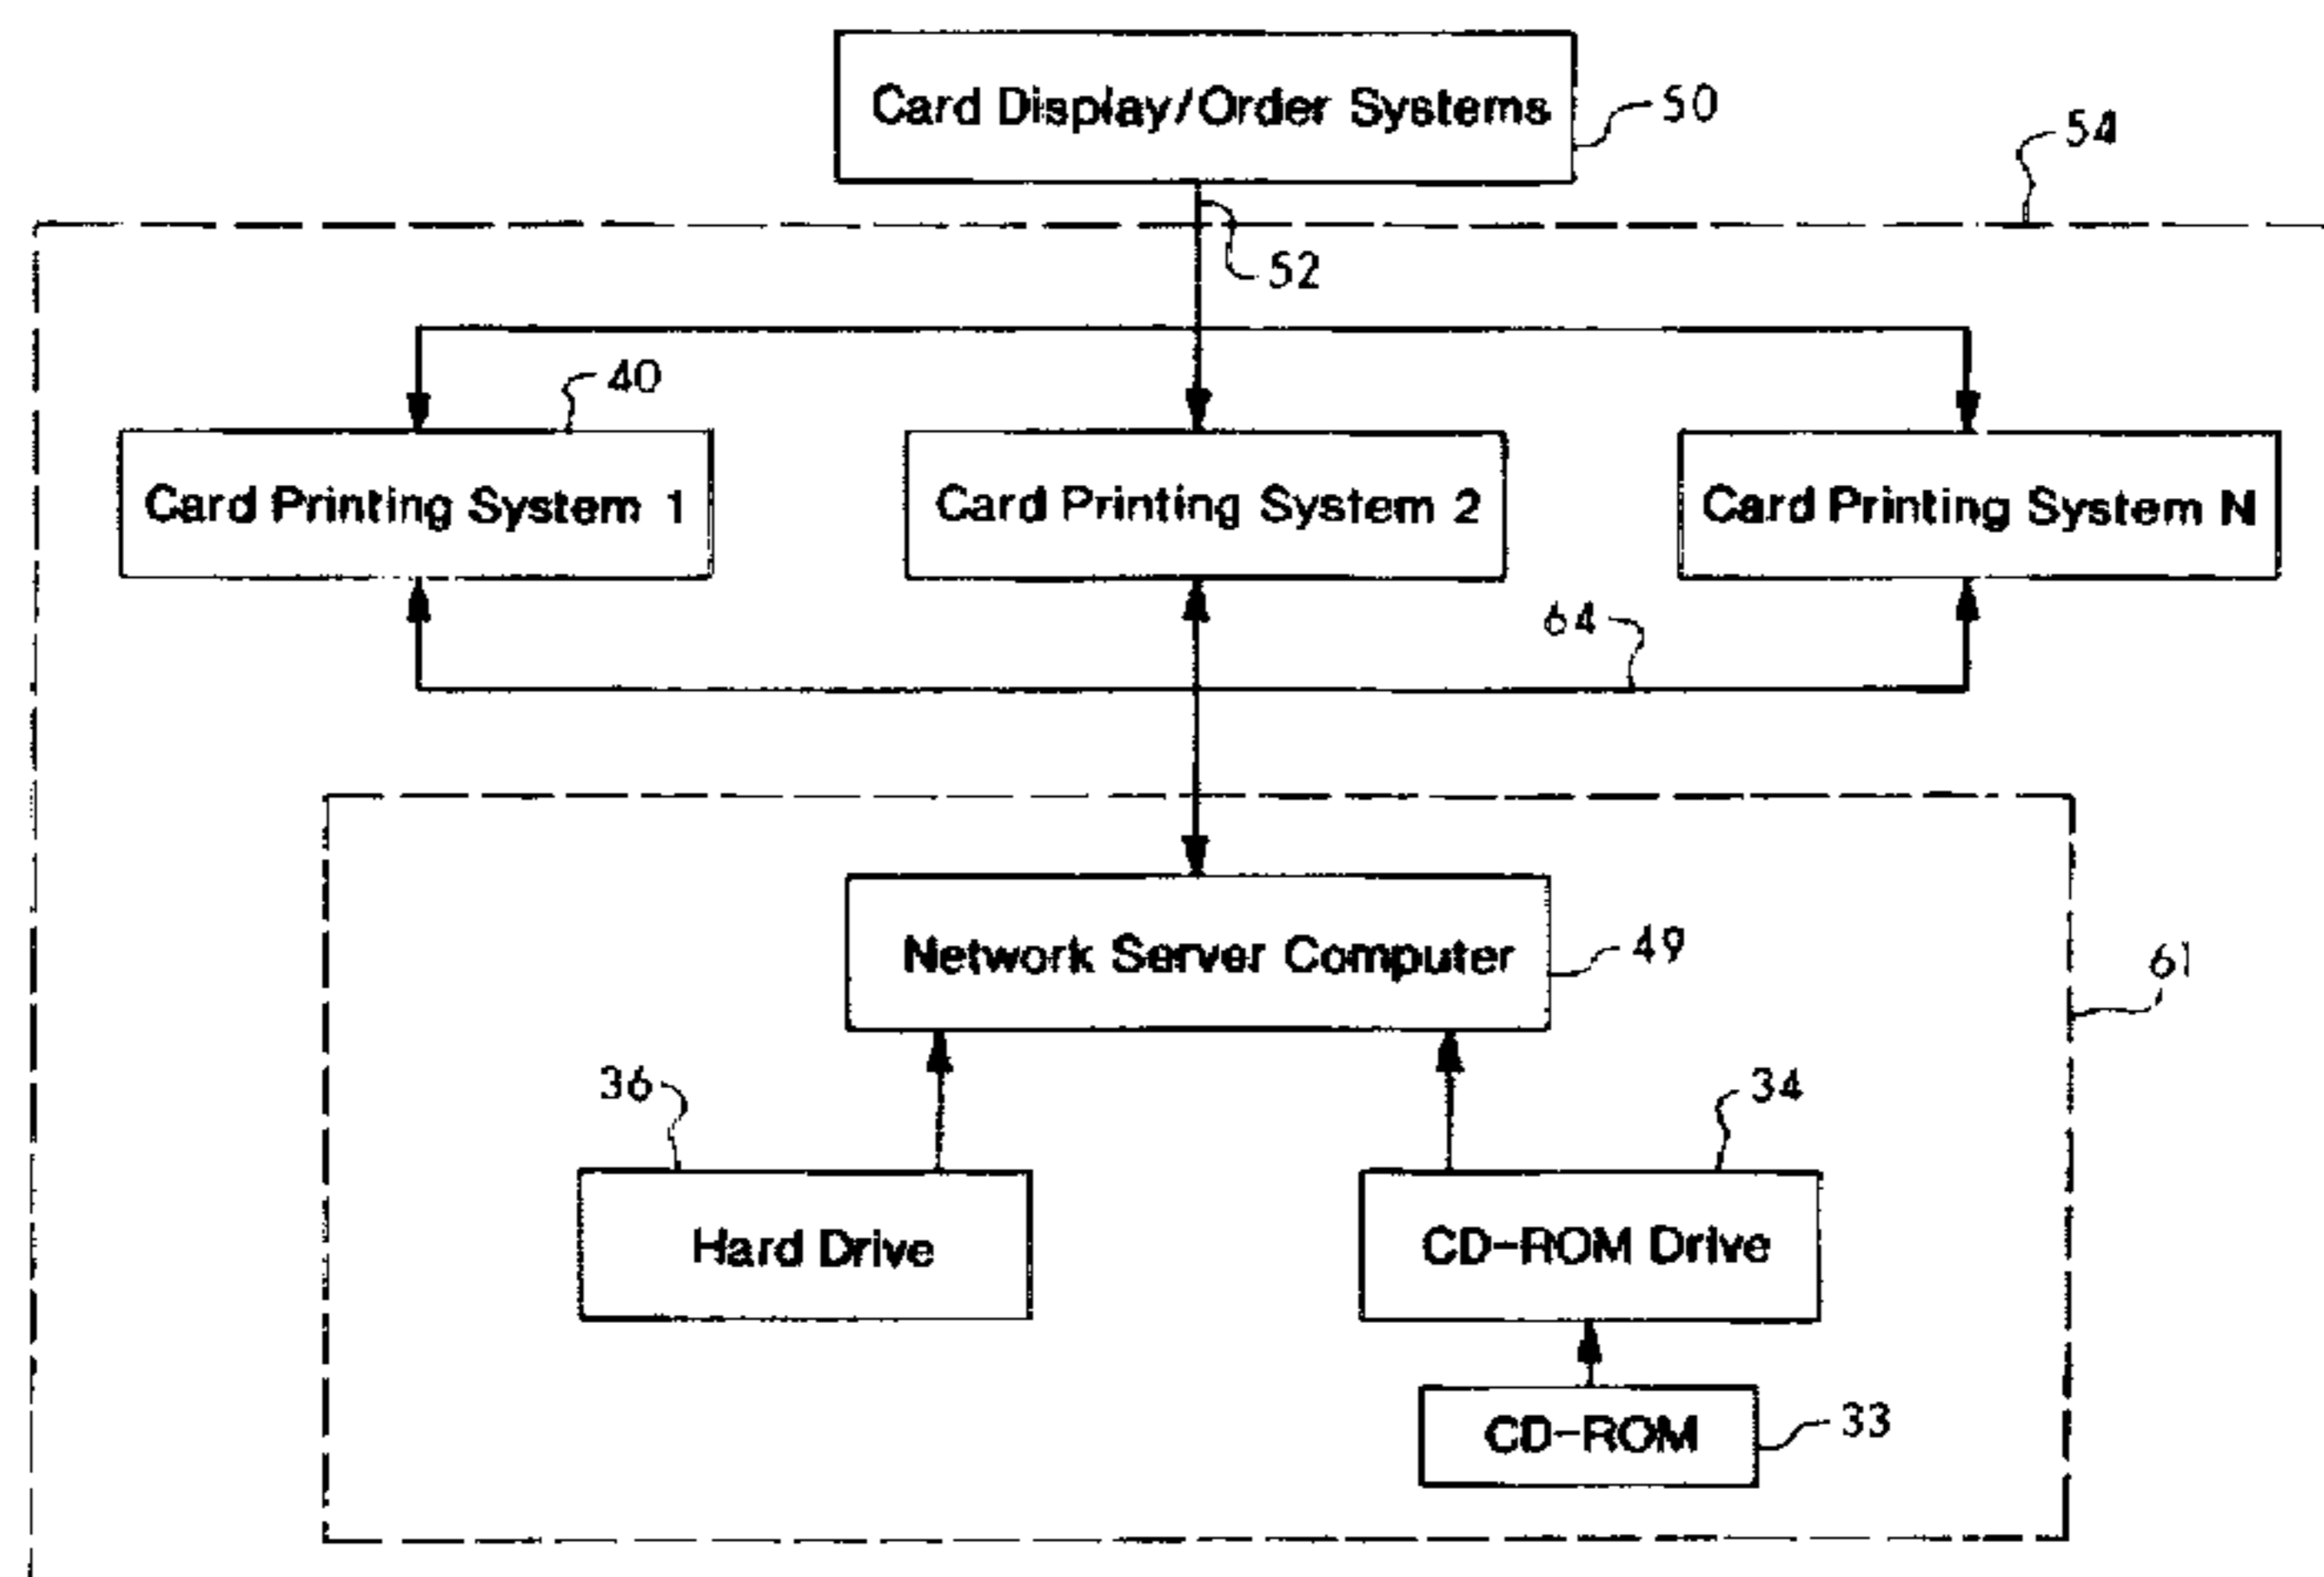 Card Display/Order Systems
50
54
52
40
Card Printing System 1
Card Printing System 2
Card Printing System N
64
Network Server Computer
49
61
36
34
Hard Drive
CD-ROM Drive
CD-ROM
33